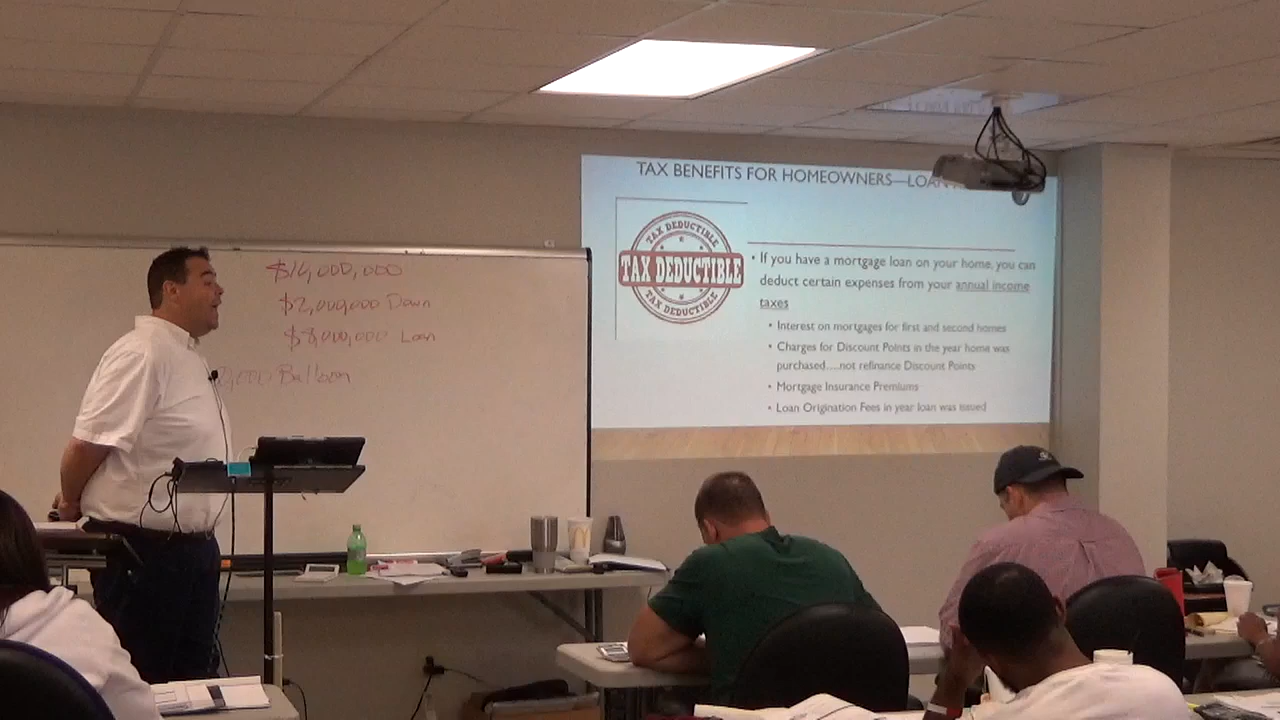 $14,000,000
$2,000,000 Down
$8,000,000 Loan
Balloon
TAX BENEFITS FOR HOMEOWNERS—LOAN
TAX DEDUCTIBLE
TAX DEDUCTIBLE
TAX DEDUCTIBLE
• If you have a mortgage loan on your home, you can
deduct certain expenses from your annual income
taxes
• Interest on mortgages for first and second homes
• Charges for Discount Points in the year home was
purchased.....not refinance Discount Points
• Mortgage Insurance Premiums
• Loan Origination Fees in year loan was issued